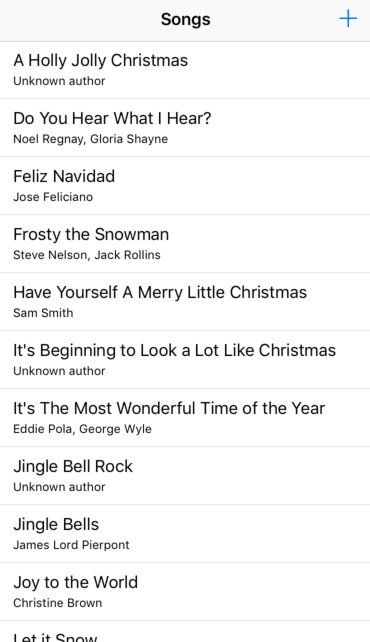 Songs
A Holly Jolly Christmas
Unknown author
Do You Hear What I Hear?
Noel Regnay, Gloria Shayne
Feliz Navidad
Jose Feliciano
Frosty the Snowman
Steve Nelson, Jack Rollins
Have Yourself A Merry Little Christmas
Sam Smith
It's Beginning to Look a Lot Like Christmas
Unknown author
It's The Most Wonderful Time of the Year
Eddie Pola, George Wyle
Jingle Bell Rock
Unknown author
Jingle Bells
James Lord Pierpont
Joy to the World
Christine Brown
Let it Snow